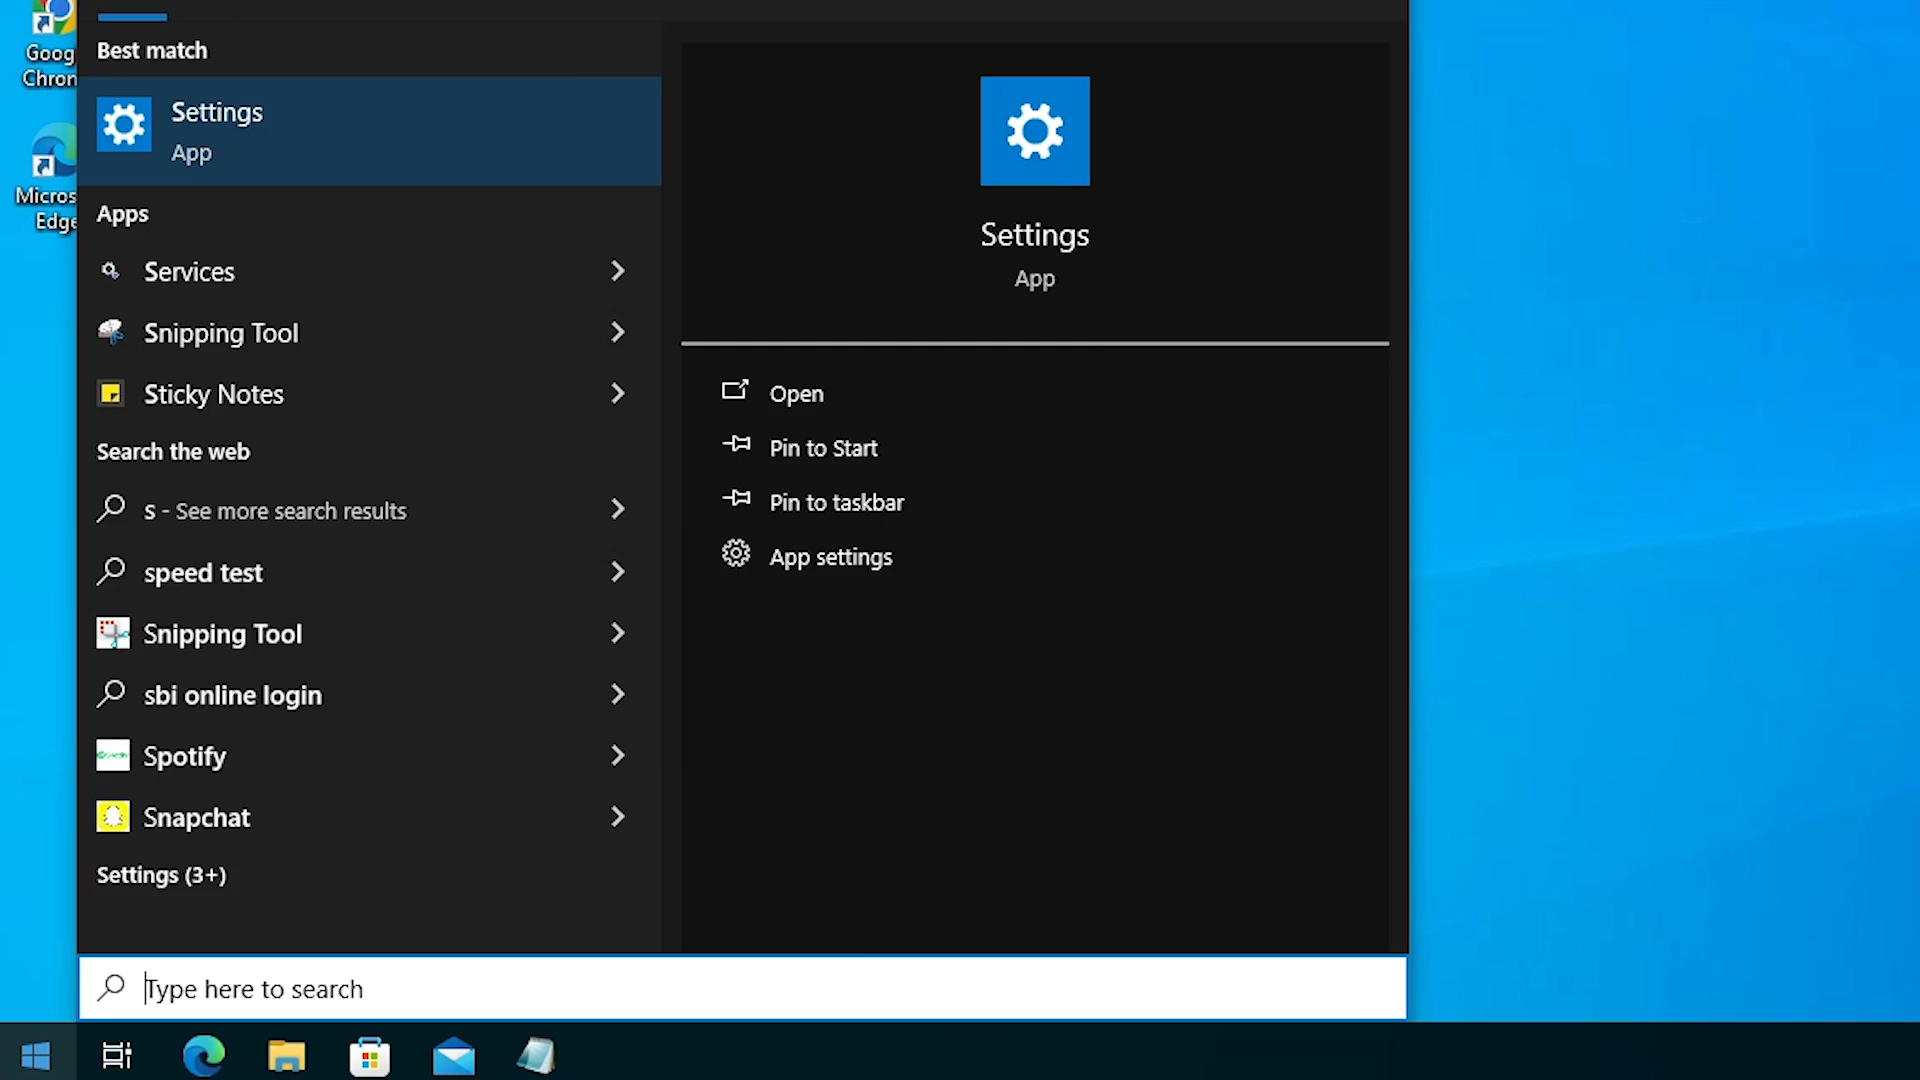 Goog
Chron
Micros
Edge
Best match
Settings
App
Apps
Services
Snipping Tool
Sticky Notes
Search the web
s - See more search results
speed test
Snipping Tool
sbi online login
Spotify
Snapchat
Settings (3+)
Settings
App
Open
Pin to Start
Pin to taskbar
App settings
Type here to search